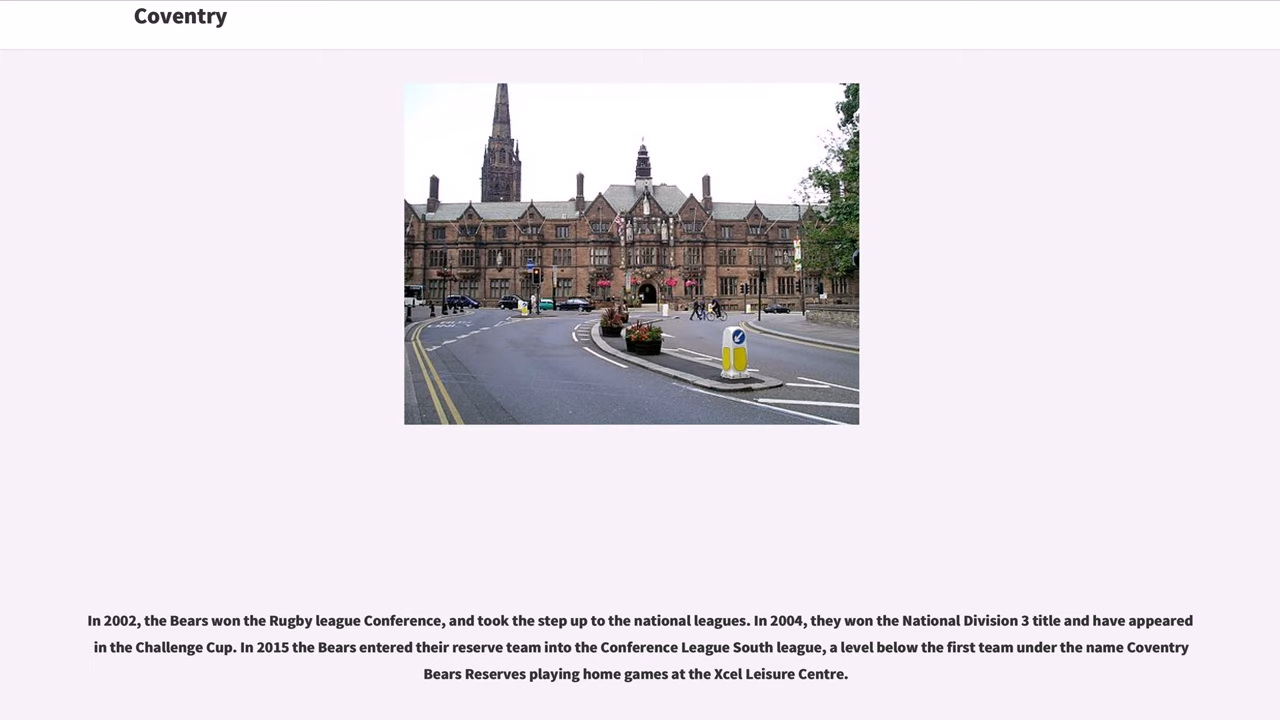 Coventry
In 2002, the Bears won the Rugby league Conference, and took the step up to the national leagues. In 2004, they won the National Division 3 title and have appeared
in the Challenge Cup. In 2015 the Bears entered their reserve team into the Conference League South league, a level below the first team under the name Coventry
Bears Reserves playing home games at the Xcel Leisure Centre.